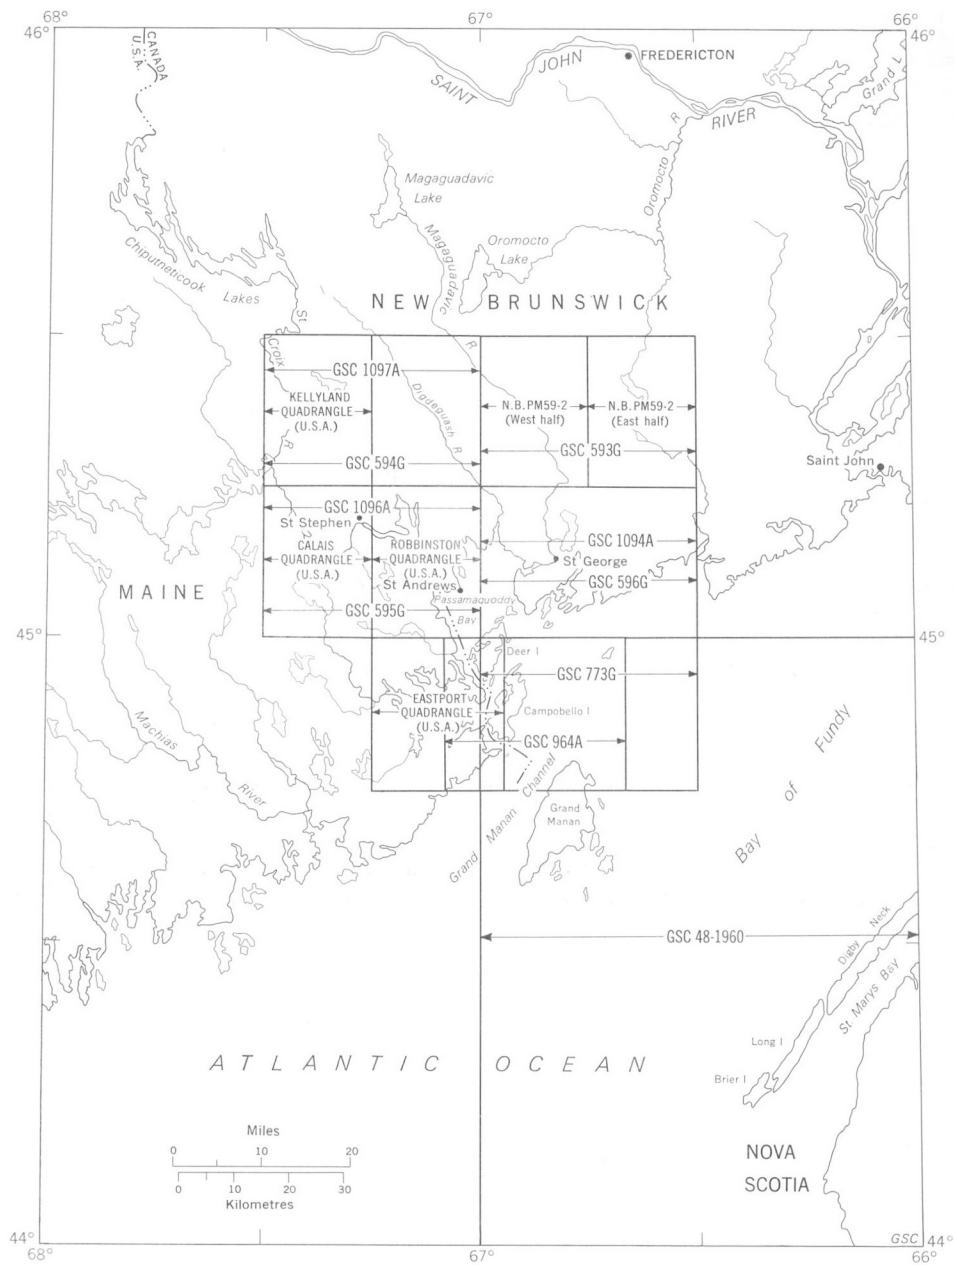 68°
67°
66°
46°
46°
CANADA
U.S.A.
SAINT
JOHN
FREDERICTON
Grand L
RIVER
Oromocto
R
Magaguadavic
Lake
Magaguadavic
R
Oromocto
Lake
Chiputneticook
Lakes
St
Croix
R
NEW BRUNSWICK
GSC 1097A
KELLYLAND
QUADRANGLE
(U.S.A.)
Digdeguash R
N.B. PM59-2
(West half)
N.B. PM59-2
(East half)
GSC 593G
GSC 594G
Saint John
GSC 1096A
St Stephen
CALAIS
QUADRANGLE
(U.S.A.)
ROBBINSTON
QUADRANGLE
(U.S.A.)
St Andrews
GSC 1094A
St George
GSC 596G
MAINE
Passamaquoddy
Bay
GSC 595G
45°
45°
Deer I
GSC 773G
EASTPORT
QUADRANGLE
(U.S.A.)
Campobello I
GSC 964A
Machias
River
Grand Manan Channel
Grand
Manan
Bay of Fundy
GSC 48-1960
Digby Neck
St Marys Bay
Long I
Brier I
ATLANTIC OCEAN
Miles
0 10 20
0 10 20 30
Kilometres
NOVA
SCOTIA
GSC
44°
44°
68°
67°
66°